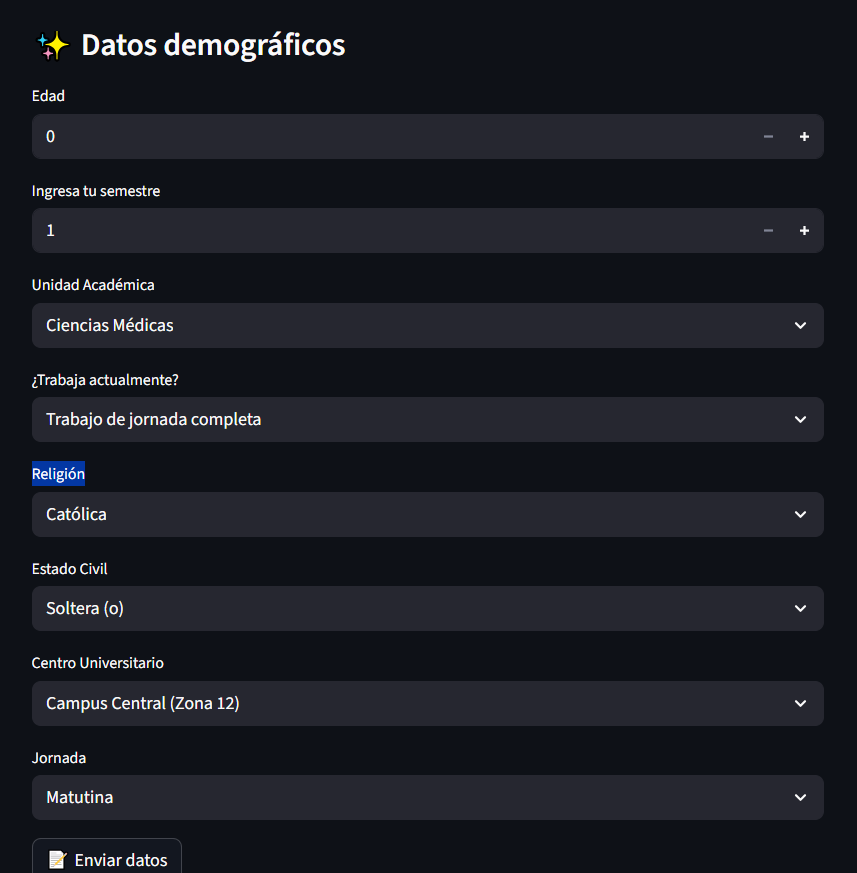 ✨ Datos demográficos
Edad
0
Ingresa tu semestre
1
Unidad Académica
Ciencias Médicas
¿Trabaja actualmente?
Trabajo de jornada completa
Religión
Católica
Estado Civil
Soltera (o)
Centro Universitario
Campus Central (Zona 12)
Jornada
Matutina
📝 Enviar datos